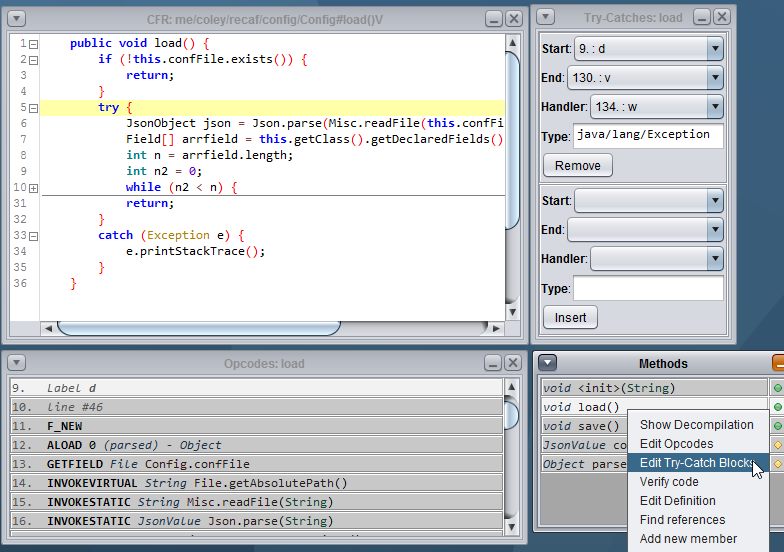 CFR: me/coley/recaf/config/Config#load()V
1 public void load() {
2 if (!this.confFile.exists()) {
3 return;
4 }
5 try {
6 JsonObject json = Json.parse(Misc.readFile(this.confFi
7 Field[] arrfield = this.getClass().getDeclaredFields()
8 int n = arrfield.length;
9 int n2 = 0;
10 while (n2 < n) {
31 return;
32 }
33 catch (Exception e) {
34 e.printStackTrace();
35 }
36 }
Try-Catches: load
Start: 9. : d
End: 130. : v
Handler: 134. : w
Type: java/lang/Exception
Remove
Start:
End:
Handler:
Type:
Insert
Opcodes: load
9. Label d
10. line #46
11. F_NEW
12. ALOAD 0 (parsed) - Object
13. GETFIELD File Config.confFile
14. INVOKEVIRTUAL String File.getAbsolutePath()
15. INVOKESTATIC String Misc.readFile(String)
16. INVOKESTATIC JsonValue Json.parse(String)
Methods
void <init>(String)
void load()
void save()
JsonValue co
Object parse
Show Decompilation
Edit Opcodes
Edit Try-Catch Blocks
Verify code
Edit Definition
Find references
Add new member